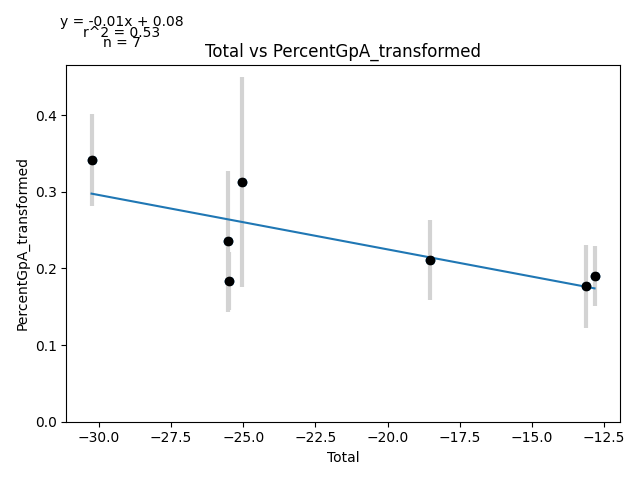 y = -0.01x + 0.08
r^2 = 0.53
n = 7
Total vs PercentGpA_transformed
PercentGpA_transformed
0.4
0.3
0.2
0.1
0.0
−30.0 −27.5 −25.0 −22.5 −20.0 −17.5 −15.0 −12.5
Total